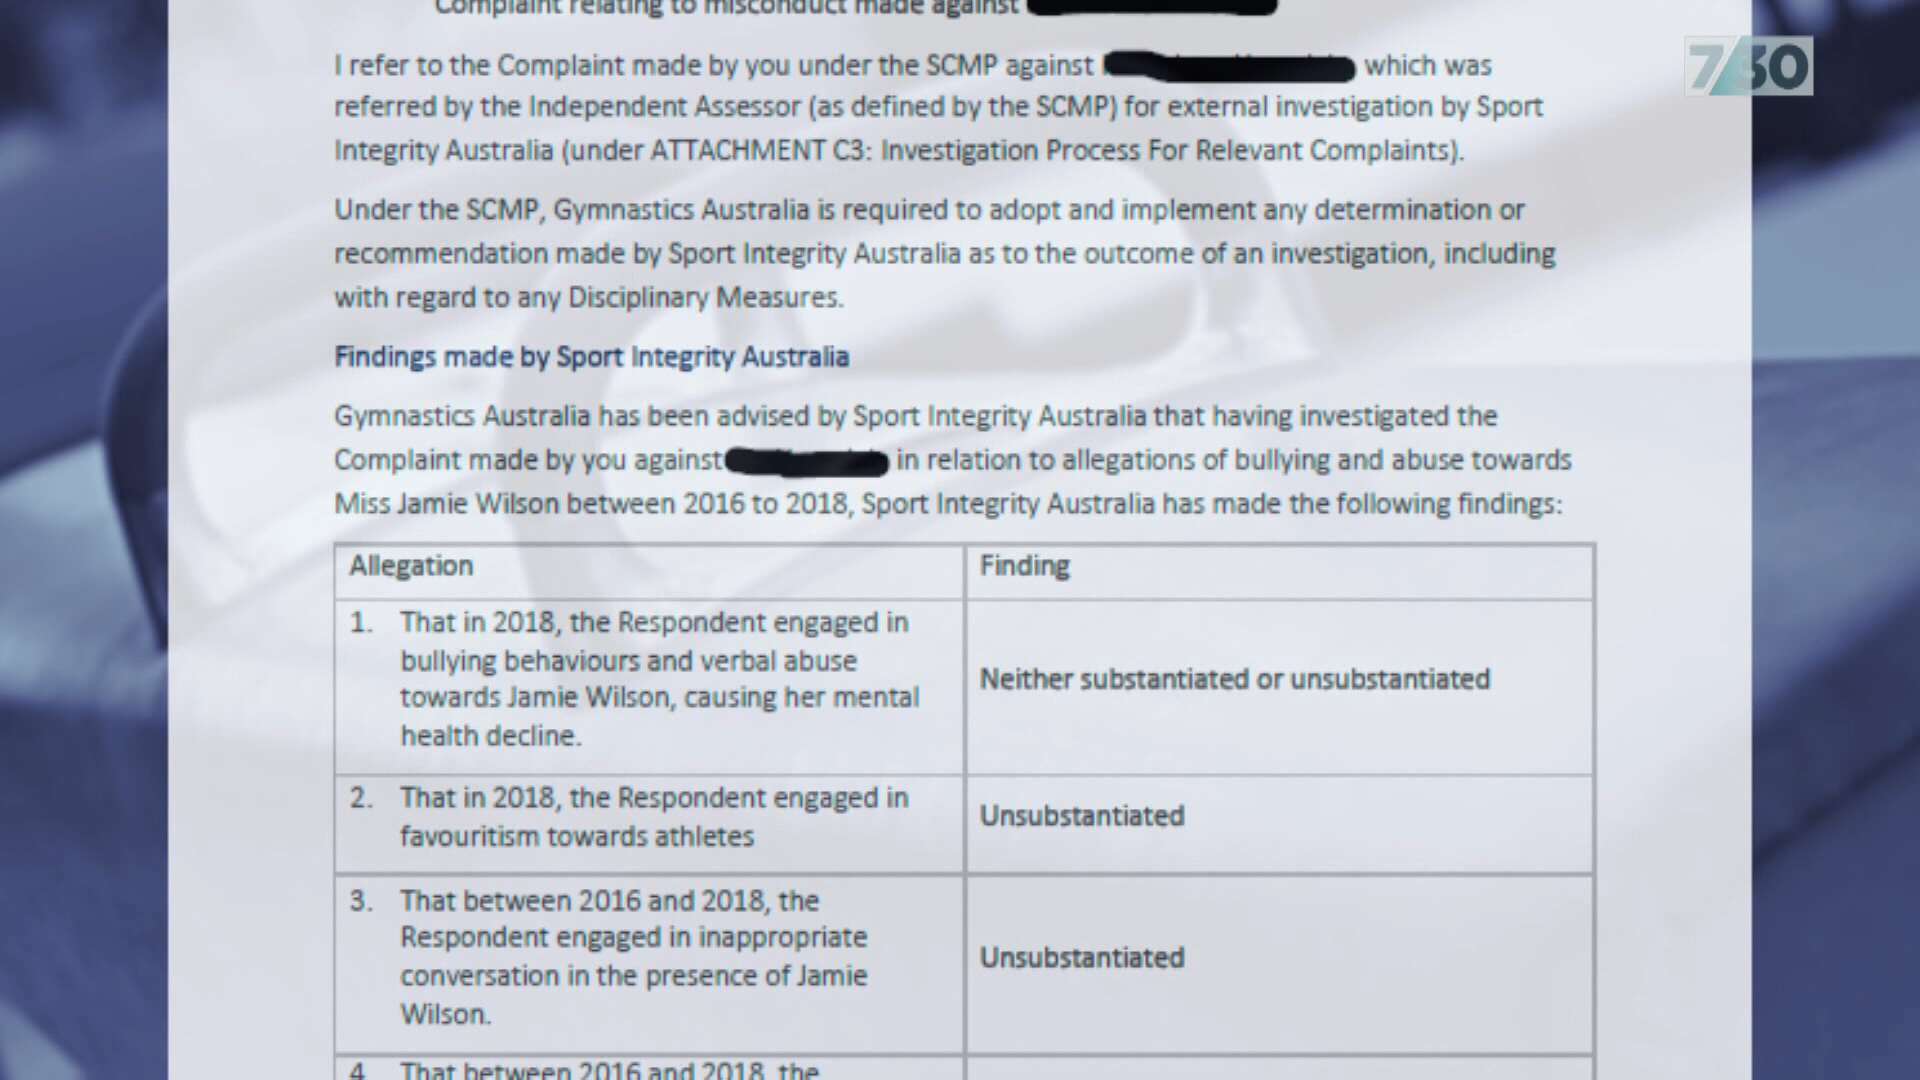 Complaint relating to misconduct made against
7/30
I refer to the Complaint made by you under the SCMP against which was
referred by the Independent Assessor (as defined by the SCMP) for external investigation by Sport
Integrity Australia (under ATTACHMENT C3: Investigation Process For Relevant Complaints).
Under the SCMP, Gymnastics Australia is required to adopt and implement any determination or
recommendation made by Sport Integrity Australia as to the outcome of an investigation, including
with regard to any Disciplinary Measures.
Findings made by Sport Integrity Australia
Gymnastics Australia has been advised by Sport Integrity Australia that having investigated the
Complaint made by you against in relation to allegations of bullying and abuse towards
Miss Jamie Wilson between 2016 to 2018, Sport Integrity Australia has made the following findings:
Allegation
Finding
1. That in 2018, the Respondent engaged in
bullying behaviours and verbal abuse
towards Jamie Wilson, causing her mental
health decline.
Neither substantiated or unsubstantiated
2. That in 2018, the Respondent engaged in
favouritism towards athletes
Unsubstantiated
3. That between 2016 and 2018, the
Respondent engaged in inappropriate
conversation in the presence of Jamie
Wilson.
Unsubstantiated
4. That between 2016 and 2018, the